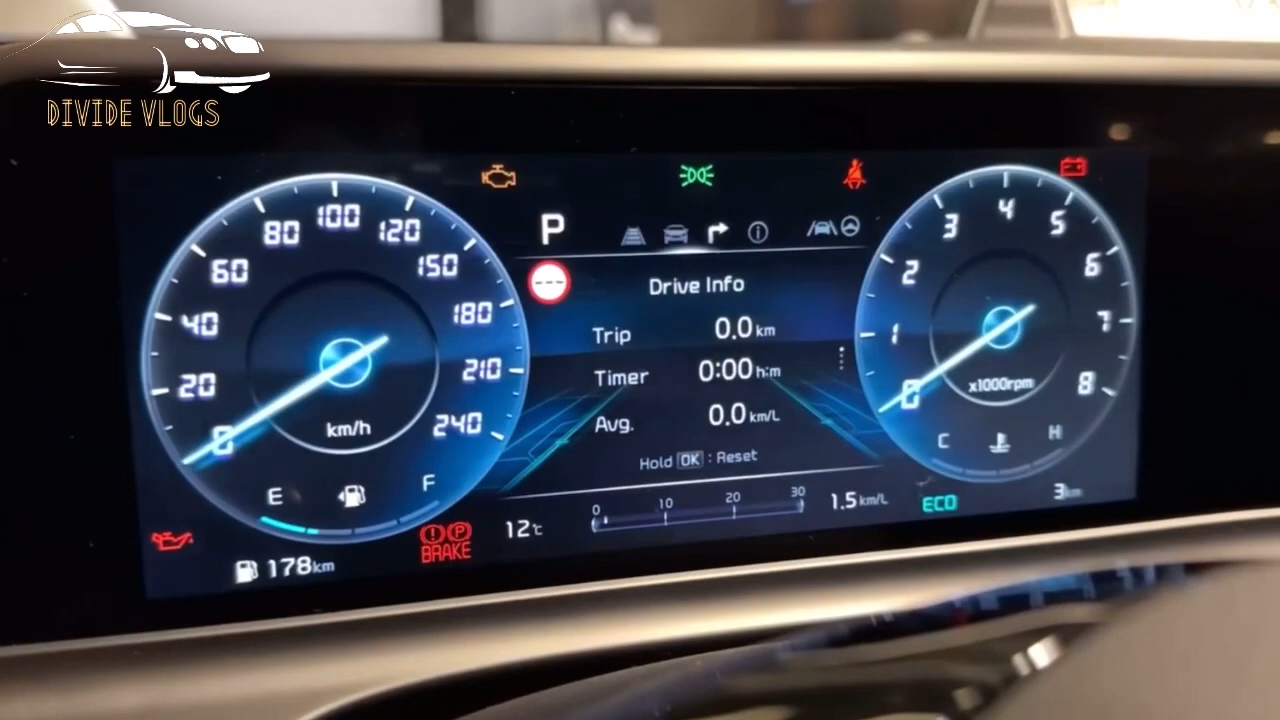 DIVIDE VLOGS
P
Drive Info
Trip 0.0 km
Timer 0:00 h:m
Avg. 0.0 km/L
Hold OK : Reset
0 10 20 30
1.5 km/L
12℃
ECO
3 km
0 20 40 60 80 100 120 150 180 210 240
km/h
E F
178 km
BRAKE
P
0 1 2 3 4 5 6 7 8
x1000rpm
C H